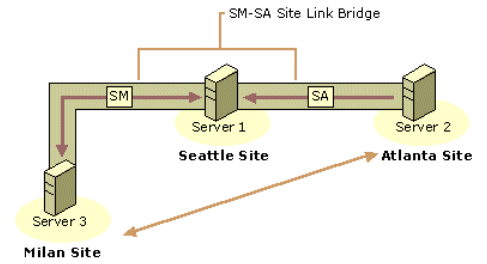 SM-SA Site Link Bridge
SM
SA
Server 1
Server 2
Seattle Site
Atlanta Site
Server 3
Milan Site